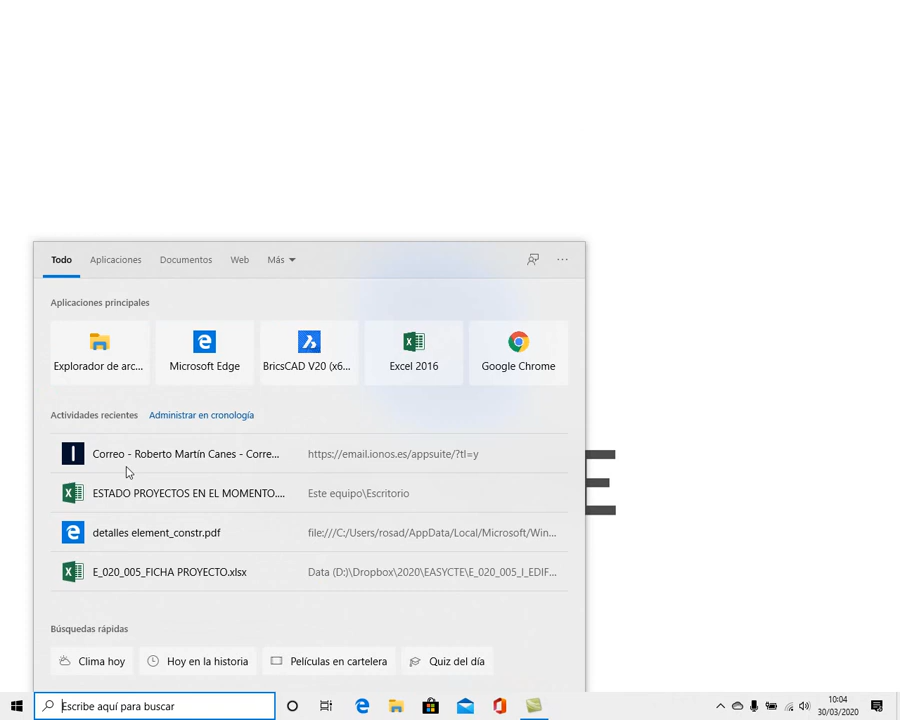 Todo Aplicaciones Documentos Web Más
Aplicaciones principales
Explorador de arc... Microsoft Edge BricsCAD V20 (x6... Excel 2016 Google Chrome
Actividades recientes Administrar en cronología
Correo - Roberto Martín Canes - Corre... https://email.ionos.es/appsuite/?tl=y
ESTADO PROYECTOS EN EL MOMENTO.... Este equipo\Escritorio
detalles element_constr.pdf file:///C:/Users/rosad/AppData/Local/Microsoft/Win...
E_020_005_FICHA PROYECTO.xlsx Data (D:)\Dropbox\2020\EASYCTE\E_020_005_I_EDIF...
E
Búsquedas rápidas
Clima hoy Hoy en la historia Películas en cartelera Quiz del día
Escribe aquí para buscar
10:04
30/03/2020